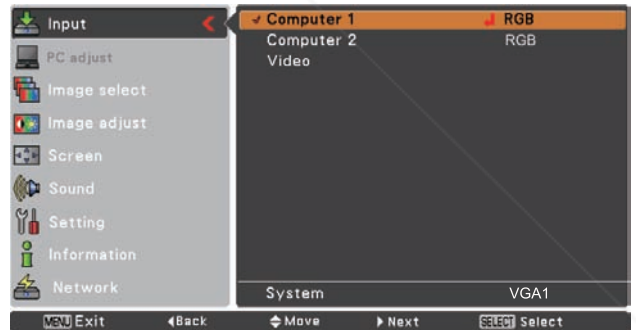 Input
PC adjust
Image select
Image adjust
Screen
Sound
Setting
Information
Network
Computer 1 RGB
Computer 2 RGB
Video
System VGA1
MENU Exit Back Move Next SELECT Select